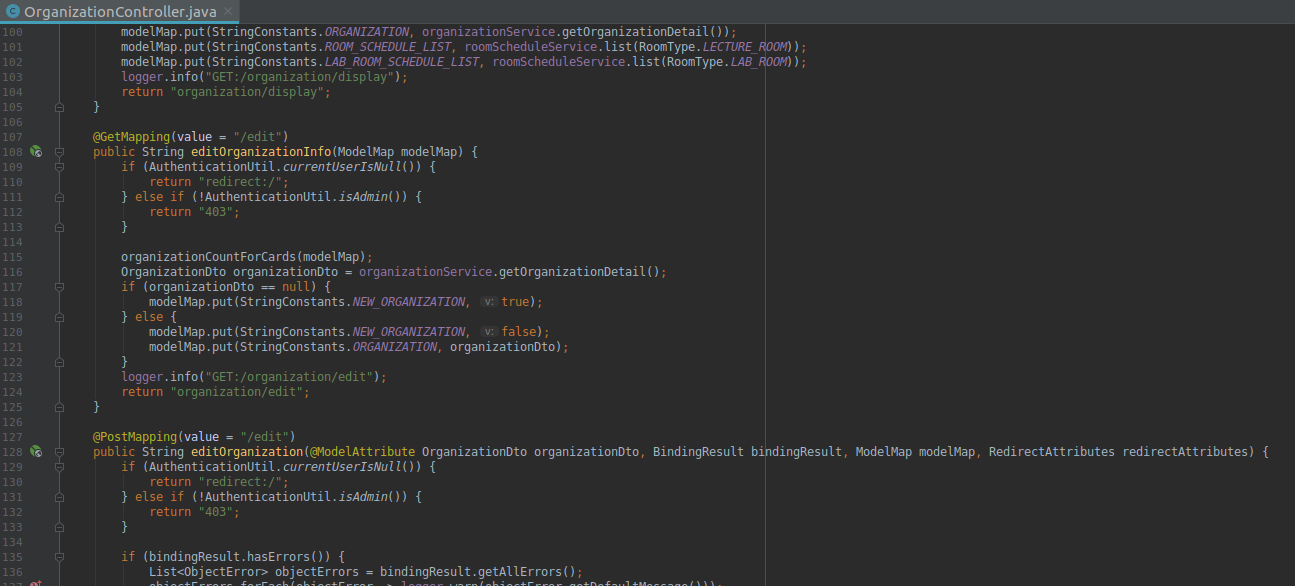 OrganizationController.java
100 modelMap.put(StringConstants.ORGANIZATION, organizationService.getOrganizationDetail());
101 modelMap.put(StringConstants.ROOM_SCHEDULE_LIST, roomScheduleService.list(RoomType.LECTURE_ROOM));
102 modelMap.put(StringConstants.LAB_ROOM_SCHEDULE_LIST, roomScheduleService.list(RoomType.LAB_ROOM));
103 logger.info("GET:/organization/display");
104 return "organization/display";
105 }
106
107 @GetMapping(value = "/edit")
108 public String editOrganizationInfo(ModelMap modelMap) {
109 if (AuthenticationUtil.currentUserIsNull()) {
110 return "redirect:/";
111 } else if (!AuthenticationUtil.isAdmin()) {
112 return "403";
113 }
114
115 organizationCountForCards(modelMap);
116 OrganizationDto organizationDto = organizationService.getOrganizationDetail();
117 if (organizationDto == null) {
118 modelMap.put(StringConstants.NEW_ORGANIZATION, v: true);
119 } else {
120 modelMap.put(StringConstants.NEW_ORGANIZATION, v: false);
121 modelMap.put(StringConstants.ORGANIZATION, organizationDto);
122 }
123 logger.info("GET:/organization/edit");
124 return "organization/edit";
125 }
126
127 @PostMapping(value = "/edit")
128 public String editOrganization(@ModelAttribute OrganizationDto organizationDto, BindingResult bindingResult, ModelMap modelMap, RedirectAttributes redirectAttributes) {
129 if (AuthenticationUtil.currentUserIsNull()) {
130 return "redirect:/";
131 } else if (!AuthenticationUtil.isAdmin()) {
132 return "403";
133 }
134
135 if (bindingResult.hasErrors()) {
136 List<ObjectError> objectErrors = bindingResult.getAllErrors();
137 objectErrors.forEach(objectError -> logger.warn(objectError.getDefaultMessage()));